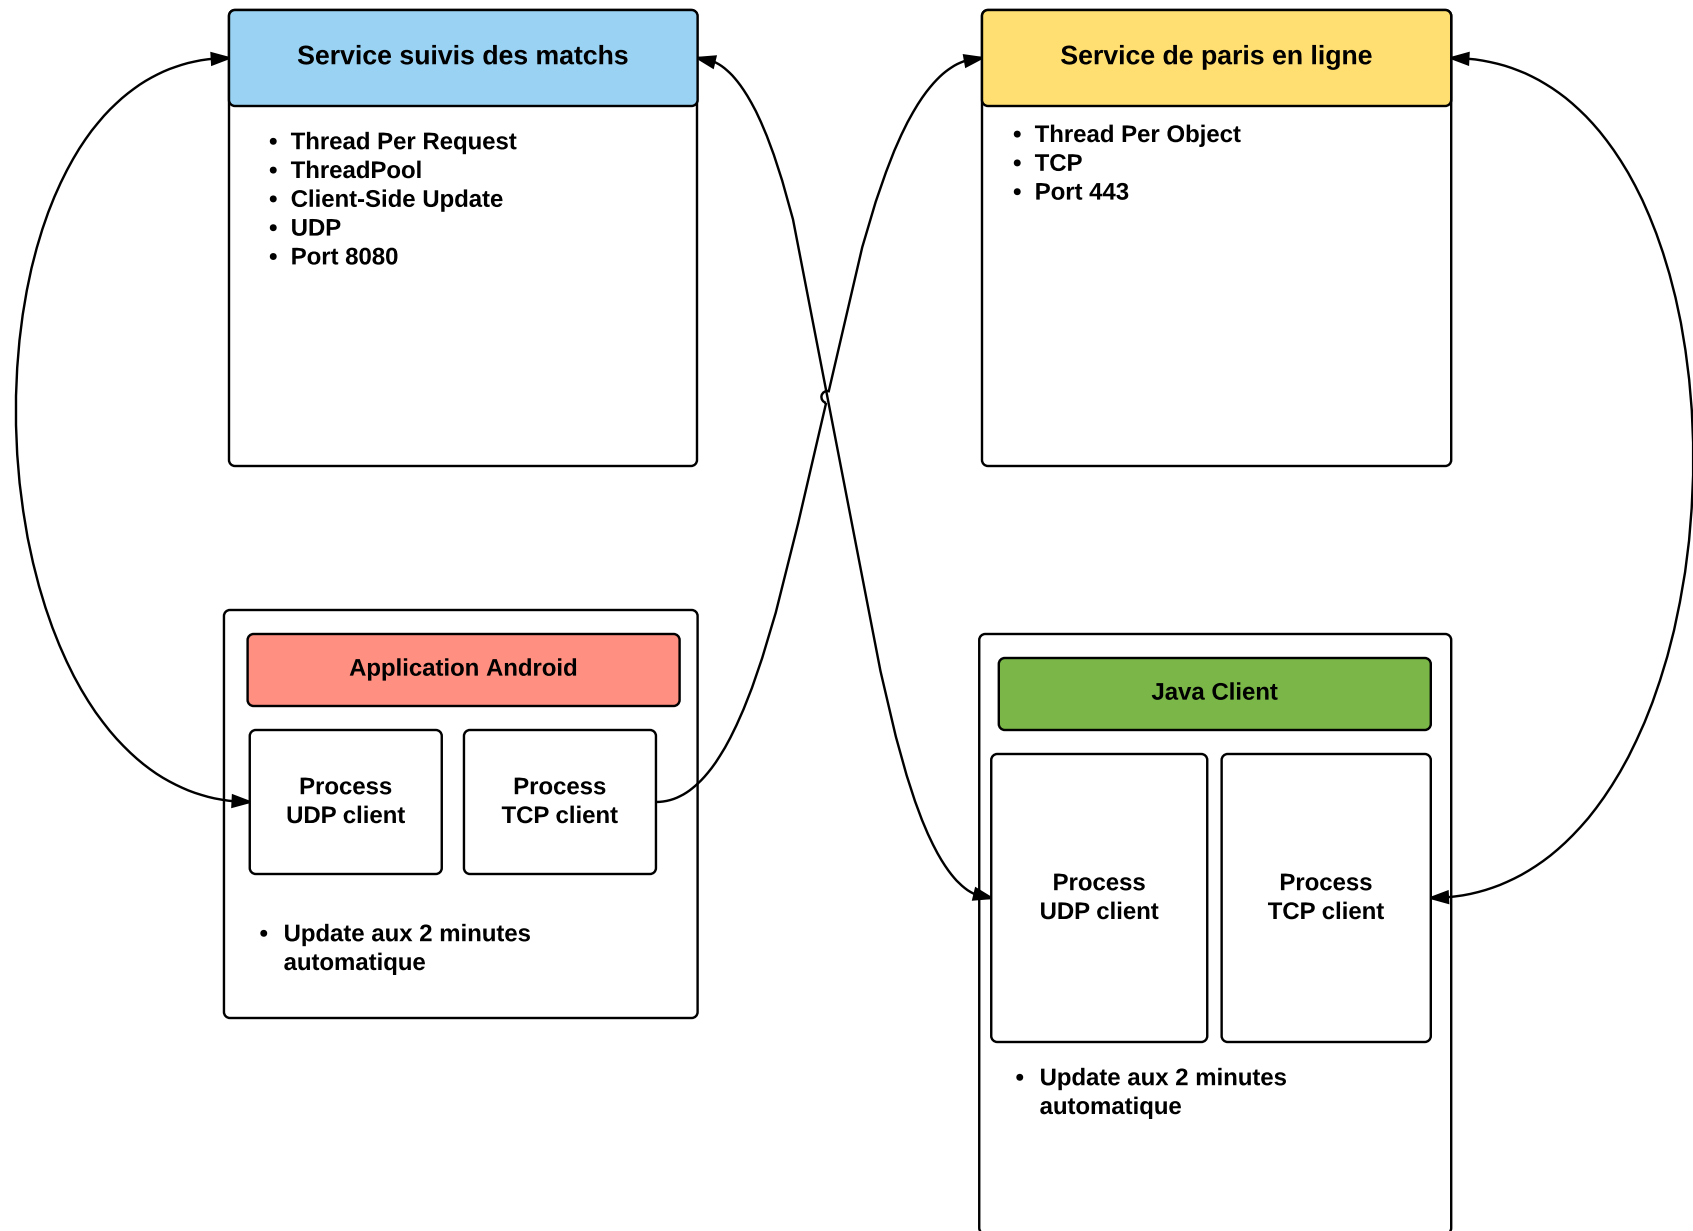 Service suivis des matchs
• Thread Per Request
• ThreadPool
• Client-Side Update
• UDP
• Port 8080
Service de paris en ligne
• Thread Per Object
• TCP
• Port 443
Application Android
Process
UDP client
Process
TCP client
• Update aux 2 minutes
automatique
Java Client
Process
UDP client
Process
TCP client
• Update aux 2 minutes
automatique